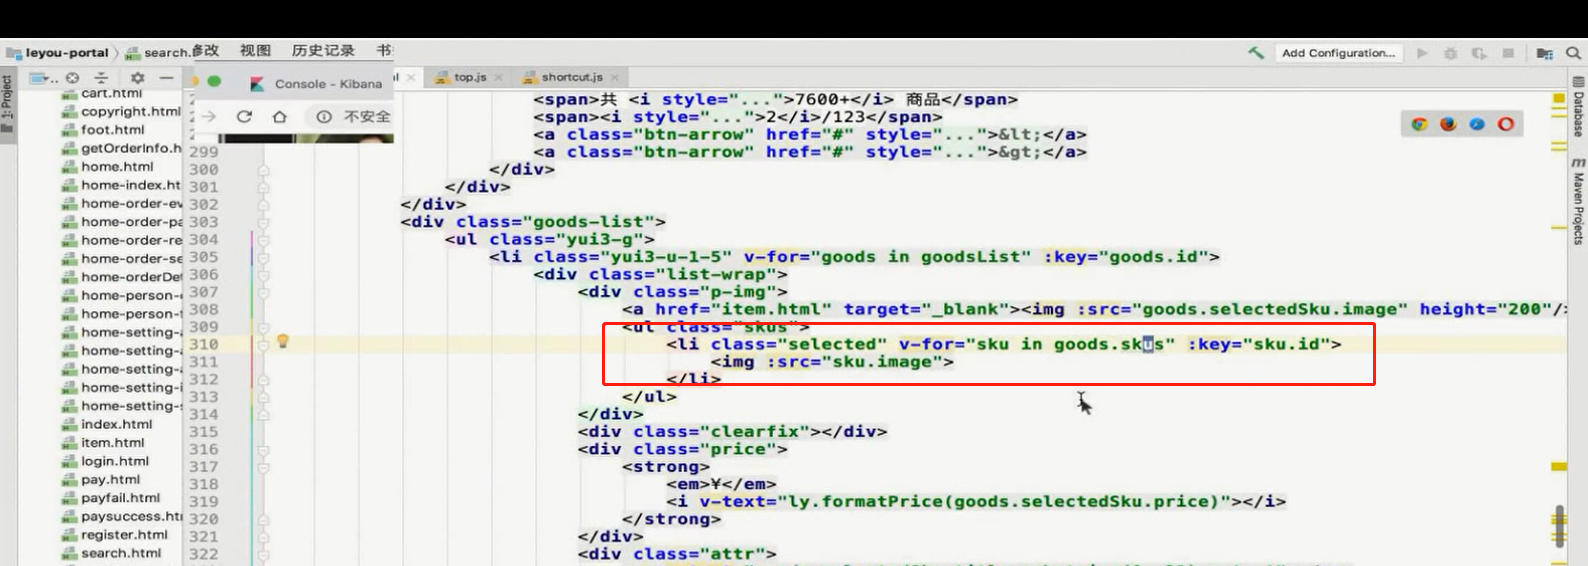 leyou-portal search. 修改 视图 历史记录 书 Add Configuration...
Console - Kibana top.js shortcut.js
不安全
1: Project
cart.html
copyright.html
foot.html
getOrderInfo.h
home.html
home-index.ht
home-order-ev
home-order-pa
home-order-re
home-order-se
home-orderDet
home-person-
home-person-
home-setting-
home-setting-
home-setting-
home-setting-i
home-setting-
index.html
item.html
login.html
pay.html
payfail.html
paysuccess.ht
register.html
search.html
<span>共 <i style="...">7600+</i> 商品</span>
<span><i style="...">2</i>/123</span>
<a class="btn-arrow" href="#" style="...">&lt;</a>
299 <a class="btn-arrow" href="#" style="...">&gt;</a>
300 </div>
301 </div>
302 </div>
303 <div class="goods-list">
304 <ul class="yui3-g">
305 <li class="yui3-u-1-5" v-for="goods in goodsList" :key="goods.id">
306 <div class="list-wrap">
307 <div class="p-img">
308 <a href="item.html" target="_blank"><img :src="goods.selectedSku.image" height="200"/>
309 <ul class="skus">
310 <li class="selected" v-for="sku in goods.skus" :key="sku.id">
311 <img :src="sku.image">
312 </li>
313 </ul>
314 </div>
315 <div class="clearfix"></div>
316 <div class="price">
317 <strong>
318 <em>¥</em>
319 <i v-text="ly.formatPrice(goods.selectedSku.price)"></i>
320 </strong>
321 </div>
322 <div class="attr">
Database
Maven Projects